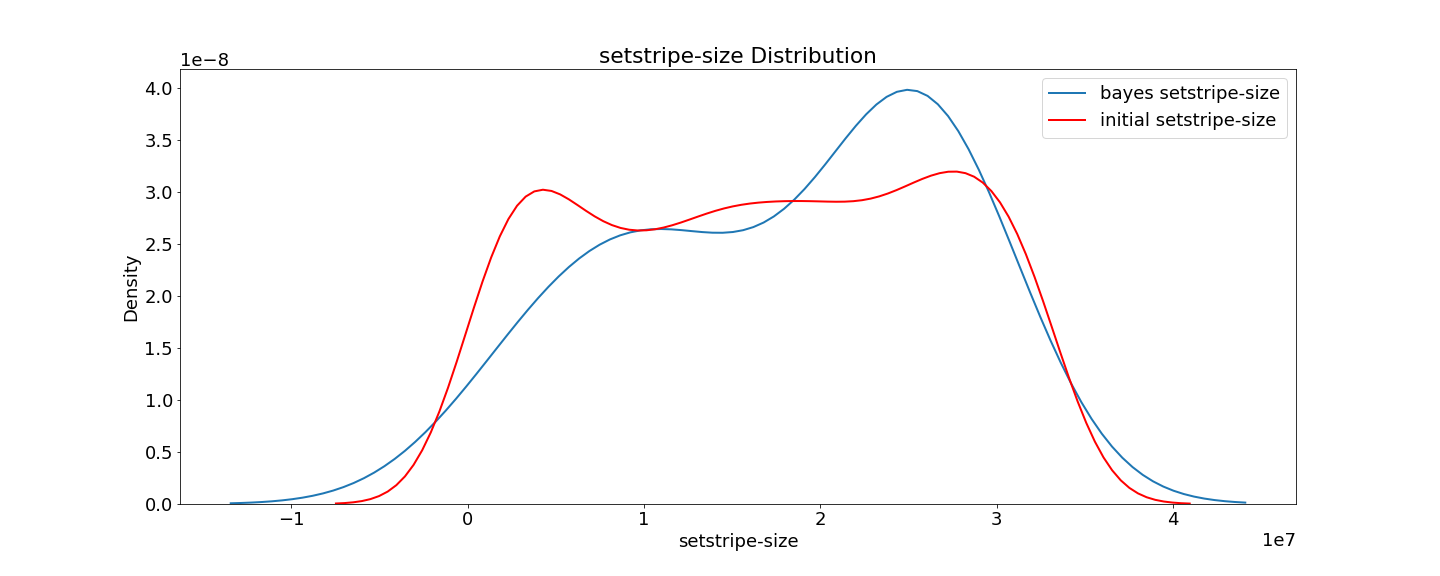 setstripe-size Distribution
1e−8
4.0
3.5
3.0
2.5
2.0
1.5
1.0
0.5
0.0
Density
bayes setstripe-size
initial setstripe-size
−1 0 1 2 3 4
1e7
setstripe-size